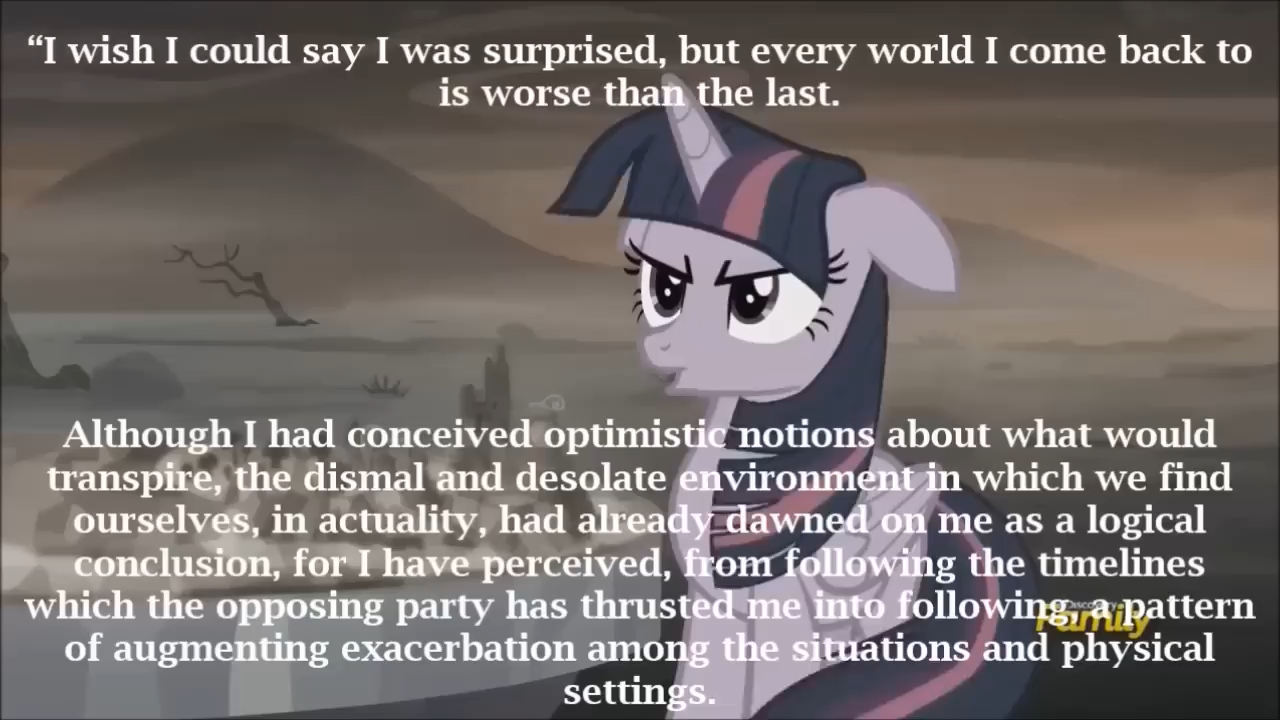 “I wish I could say I was surprised, but every world I come back to
is worse than the last.
Although I had conceived optimistic notions about what would
transpire, the dismal and desolate environment in which we find
ourselves, in actuality, had already dawned on me as a logical
conclusion, for I have perceived, from following the timelines
which the opposing party has thrusted me into following, a pattern
Discovery
Family
of augmenting exacerbation among the situations and physical
settings.